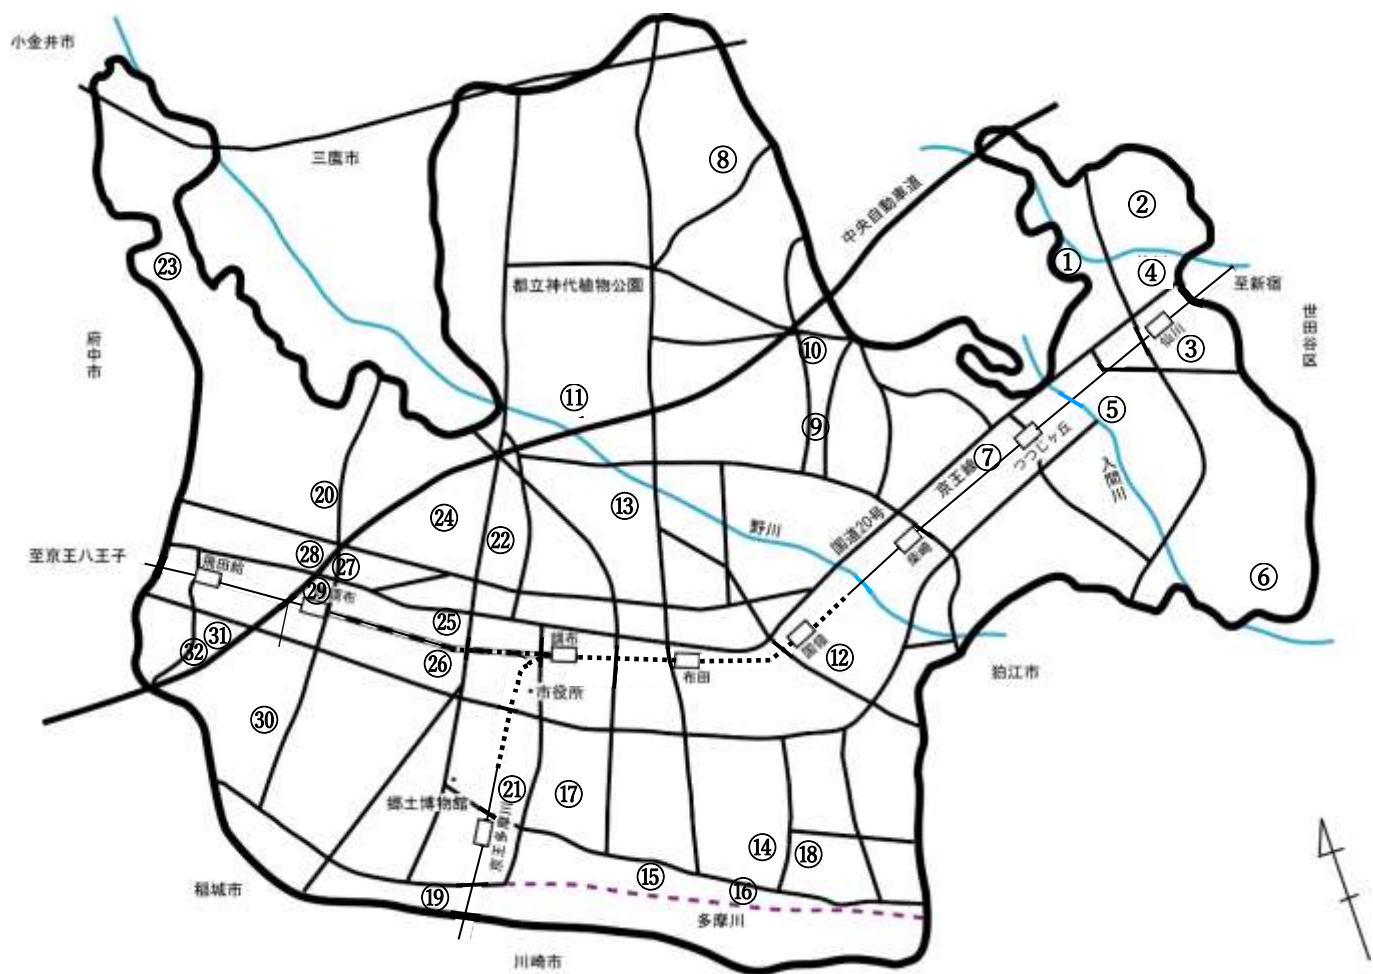 小金井市
三鷹市
⑧
中央自動車道
②
①
④
至新宿
㉓
都立神代植物公園
世田谷区
仙川
③
府中市
⑩
⑪
⑨
⑤
つつじヶ丘
⑦
京王線
入間川
⑳
㉔
⑬
国道20号
野川
㉒
柴崎
至京王八王子
㉘
㉗
飛田給
⑥
㉙
㉕
㉛
㉜
㉖
調布
国領
⑫
布田
狛江市
市役所
㉚
㉑
⑰
郷土博物館
京王多摩川
⑭
⑱
⑮
⑯
稲城市
⑲
多摩川
川崎市